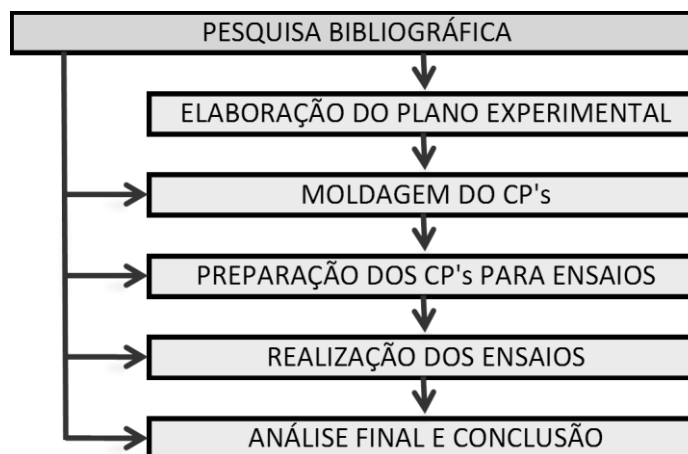 PESQUISA BIBLIOGRÁFICA
ELABORAÇÃO DO PLANO EXPERIMENTAL
MOLDAGEM DO CP's
PREPARAÇÃO DOS CP's PARA ENSAIOS
REALIZAÇÃO DOS ENSAIOS
ANÁLISE FINAL E CONCLUSÃO